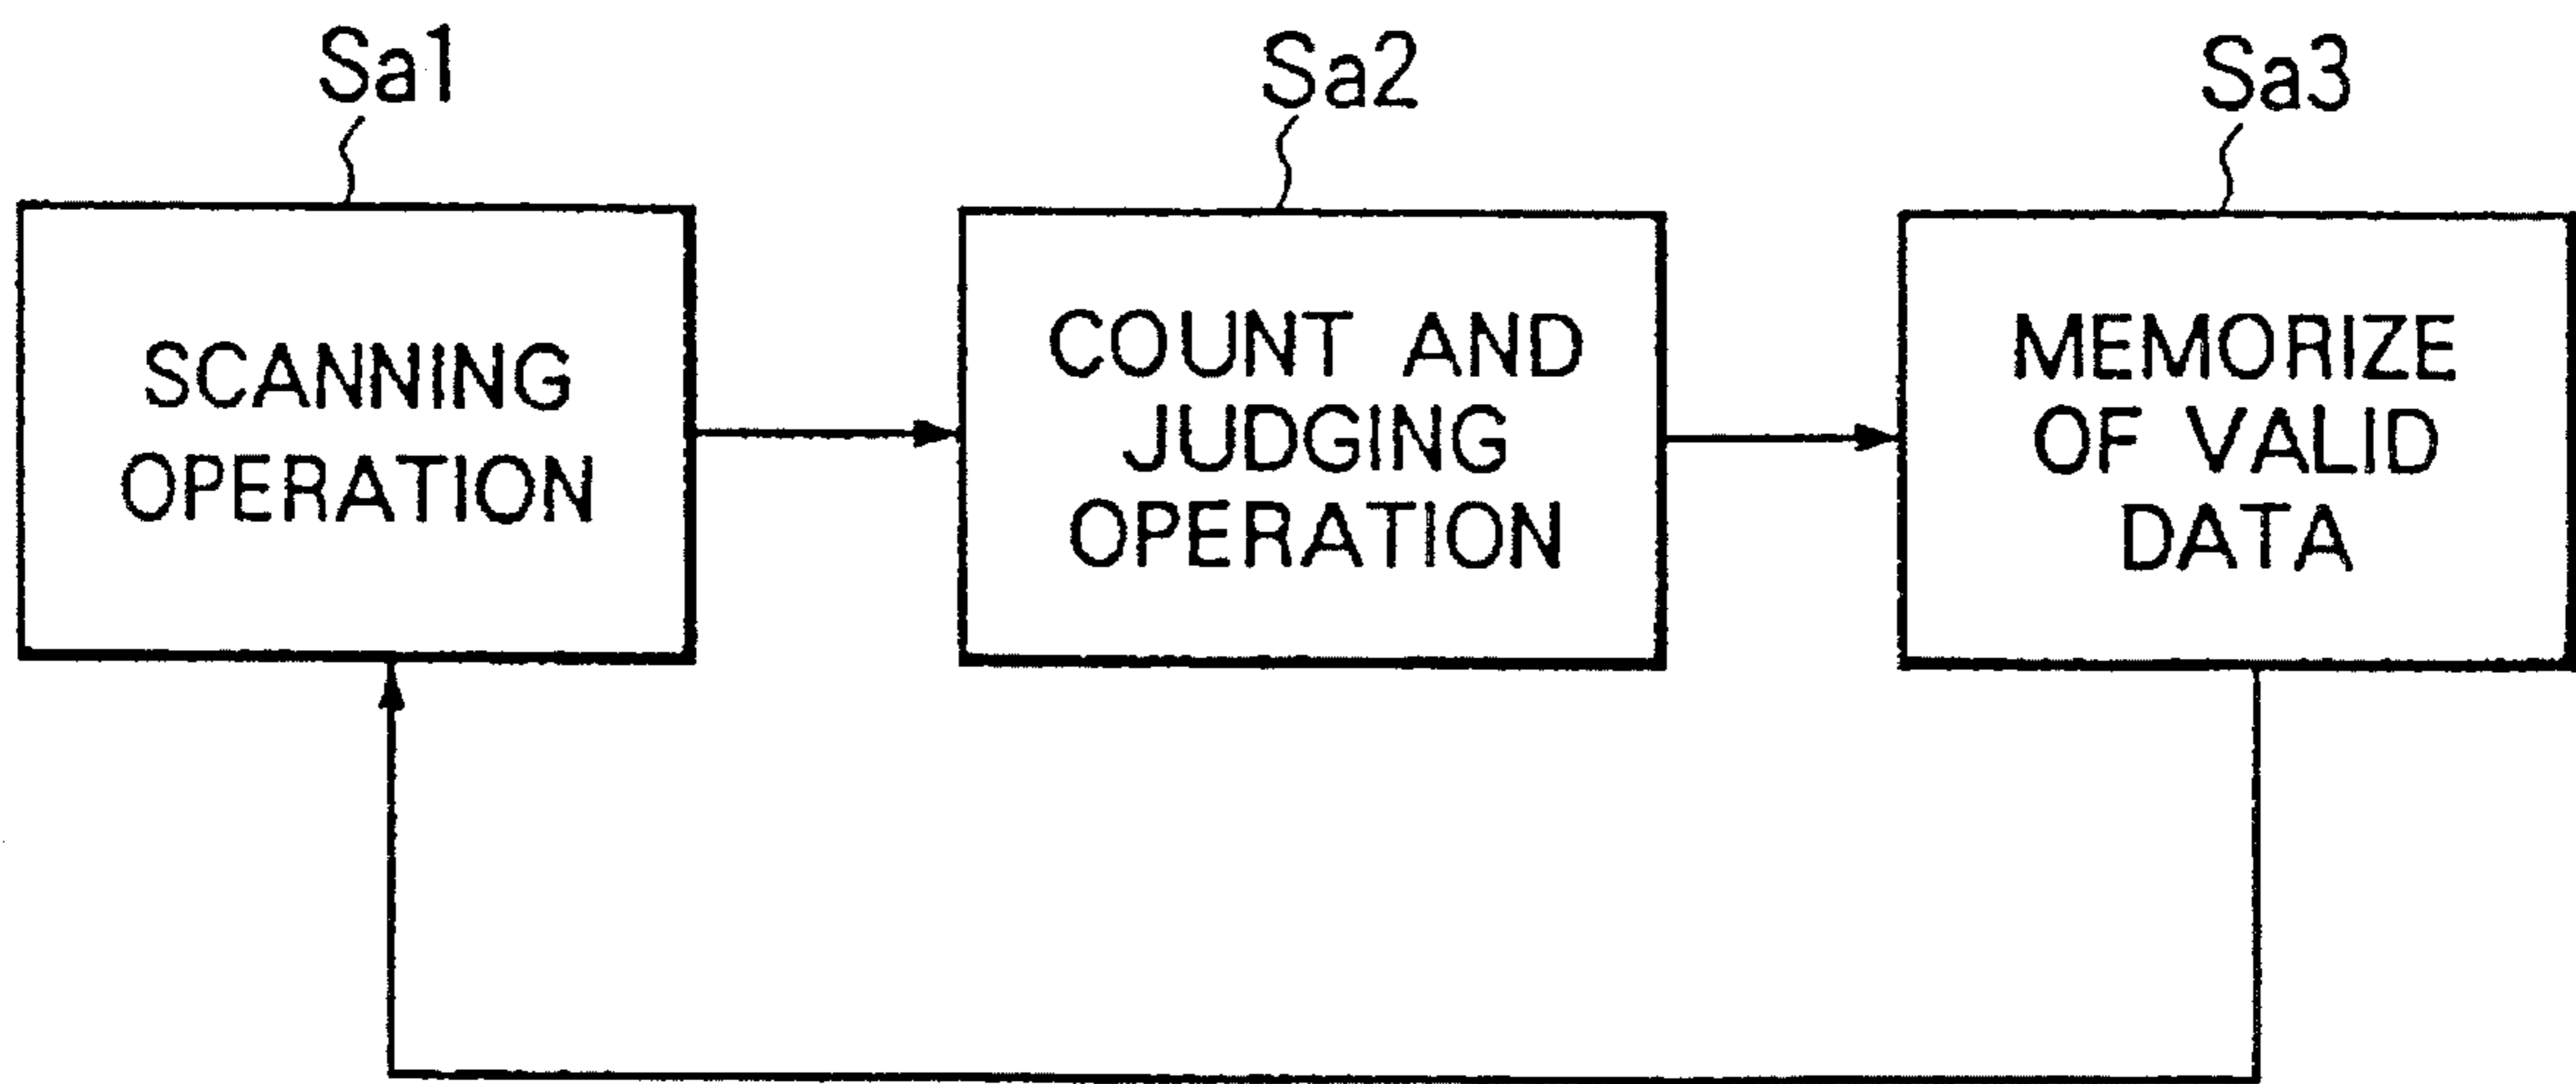 Sa1
Sa2
Sa3
SCANNING
OPERATION
COUNT AND
JUDGING
OPERATION
MEMORIZE
OF VALID
DATA